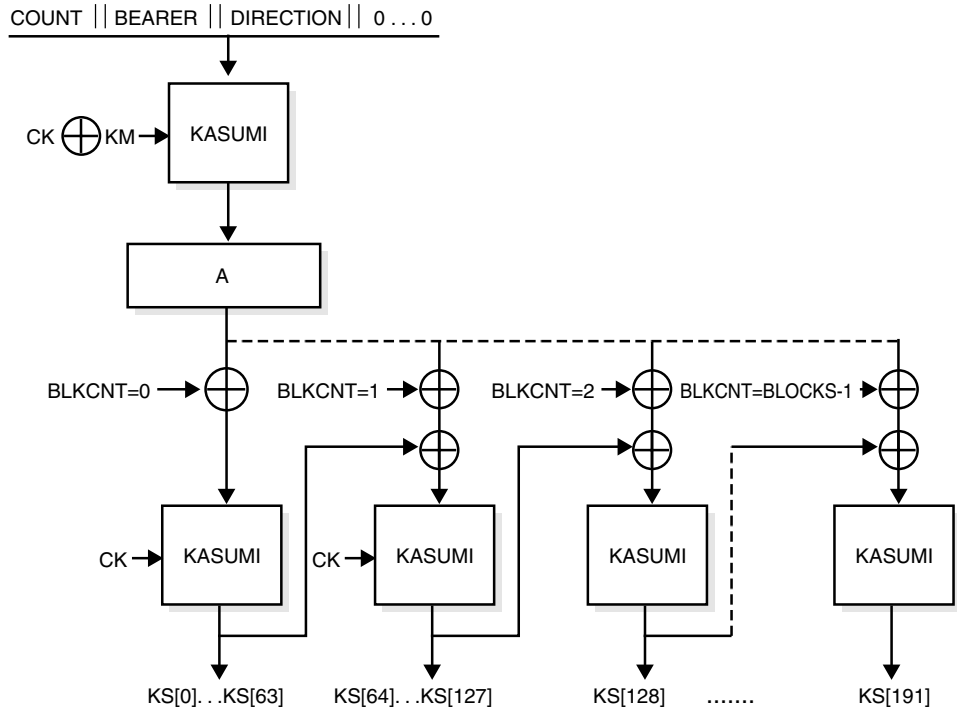 COUNT || BEARER || DIRECTION || 0 . . . 0
CK KM KASUMI
A
BLKCNT=0 BLKCNT=1 BLKCNT=2 BLKCNT=BLOCKS-1
CK KASUMI CK KASUMI KASUMI KASUMI
KS[0]. . .KS[63] KS[64]. . .KS[127] KS[128] ....... KS[191]